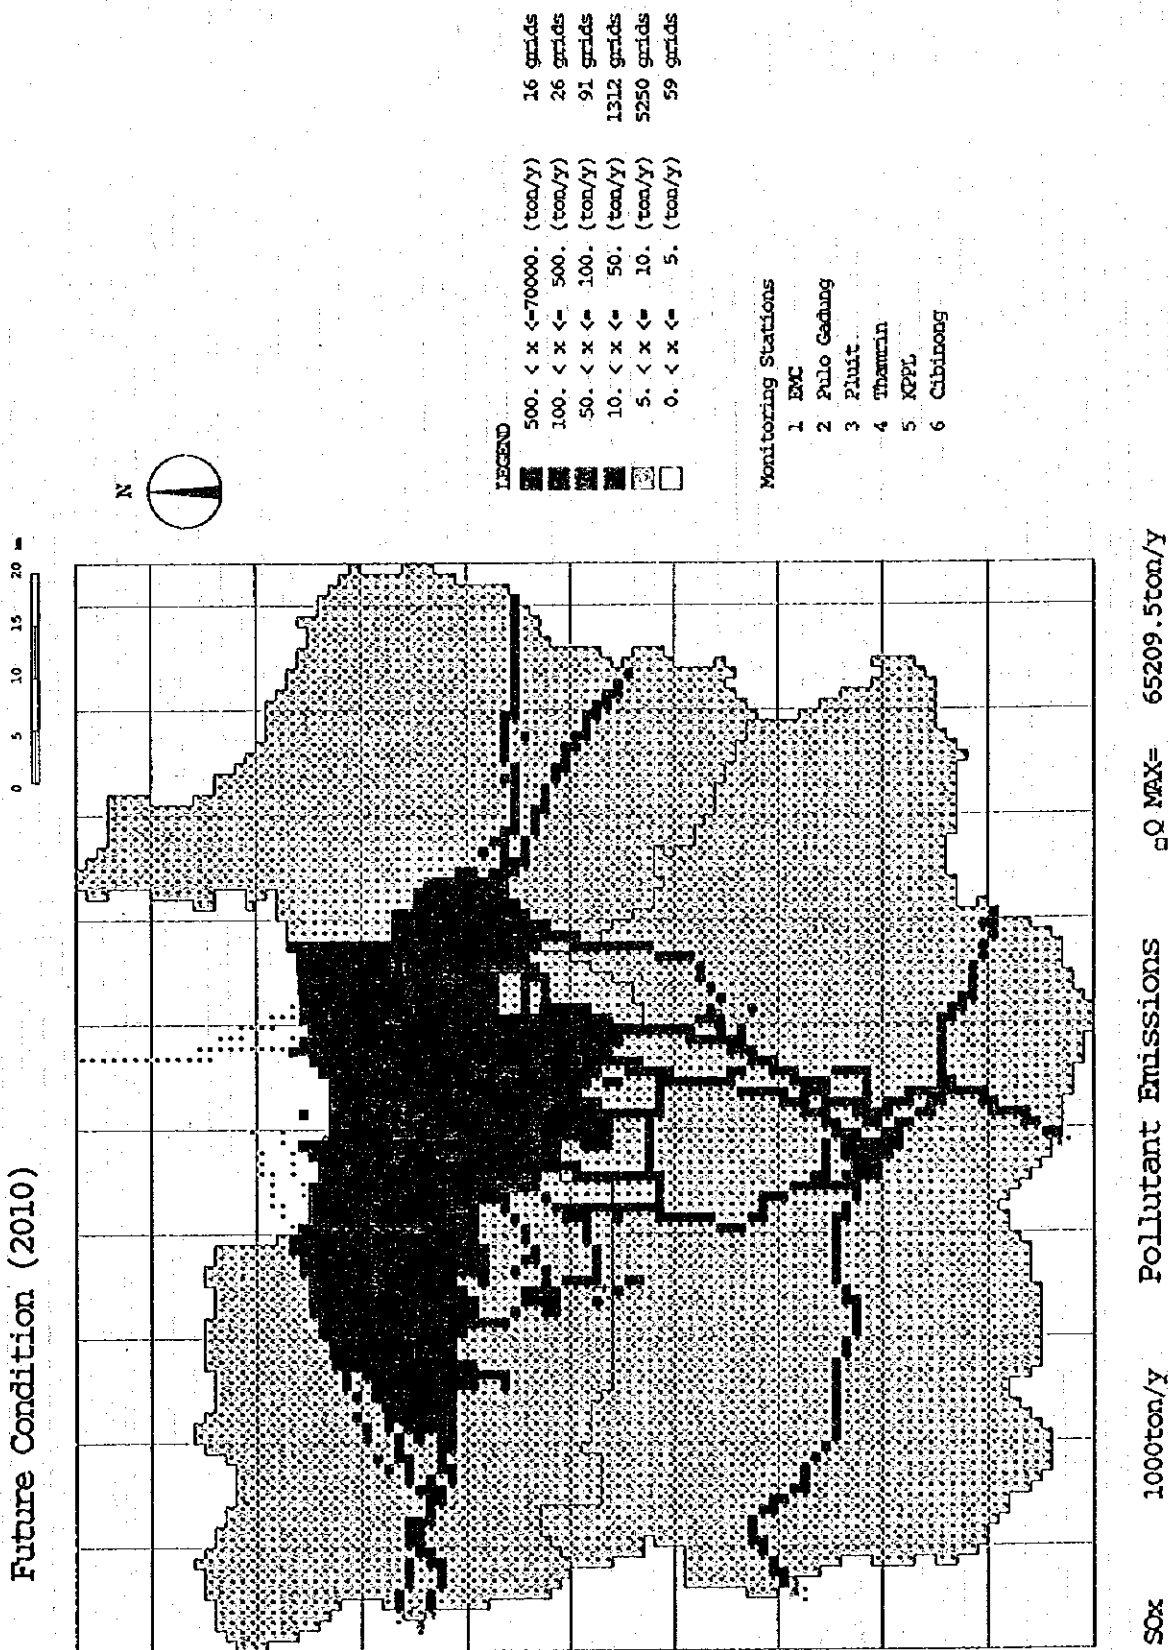 Future Condition (2010)
0 5 10 15 20
N
LEGEND
500. < x <=70000. (ton/y) 16 grids
100. < x <= 500. (ton/y) 26 grids
50. < x <= 100. (ton/y) 91 grids
10. < x <= 50. (ton/y) 1312 grids
5. < x <= 10. (ton/y) 5250 grids
0. < x <= 5. (ton/y) 59 grids
Monitoring Stations
1 EMC
2 Pulo Gadung
3 Pluit
4 Thamrin
5 KPPL
6 Cibinong
SOx 1000ton/y Pollutant Emissions □Q MAX= 65209.5ton/y